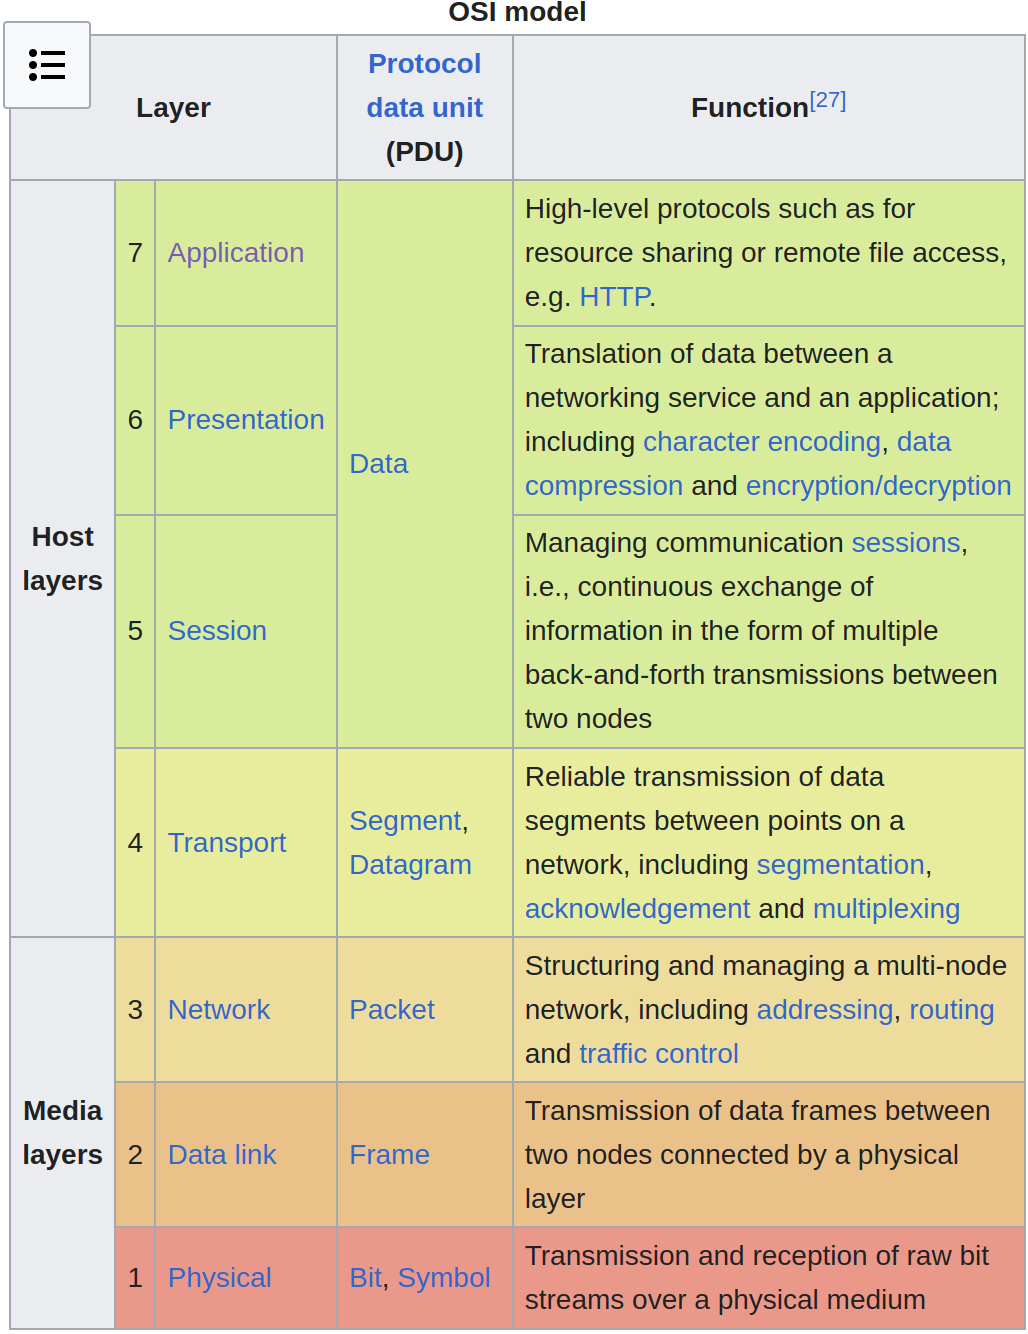 OSI model
Layer
Protocol
data unit
(PDU)
Function[27]
Host
layers
7
Application
Data
High-level protocols such as for
resource sharing or remote file access,
e.g. HTTP.
6
Presentation
Translation of data between a
networking service and an application;
including character encoding, data
compression and encryption/decryption
5
Session
Managing communication sessions,
i.e., continuous exchange of
information in the form of multiple
back-and-forth transmissions between
two nodes
4
Transport
Segment,
Datagram
Reliable transmission of data
segments between points on a
network, including segmentation,
acknowledgement and multiplexing
Media
layers
3
Network
Packet
Structuring and managing a multi-node
network, including addressing, routing
and traffic control
2
Data link
Frame
Transmission of data frames between
two nodes connected by a physical
layer
1
Physical
Bit, Symbol
Transmission and reception of raw bit
streams over a physical medium